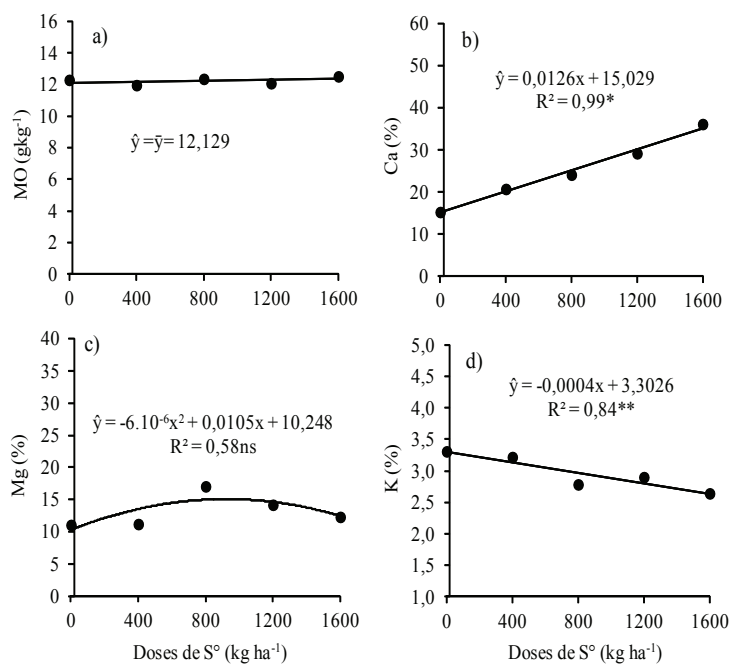 a)
MO (gkg⁻¹)
16
14
12
10
8
6
4
2
0
ŷ =ȳ= 12,129
0 400 800 1200 1600
b)
Ca (%)
60
50
40
30
20
10
0
ŷ = 0,0126x + 15,029
R² = 0,99*
0 400 800 1200 1600
c)
Mg (%)
40
35
30
25
20
15
10
5
0
ŷ = -6.10⁻⁶x² + 0,0105x + 10,248
R² = 0,58ns
0 400 800 1200 1600
Doses de S° (kg ha⁻¹)
d)
K (%)
5,0
4,5
4,0
3,5
3,0
2,5
2,0
1,5
1,0
ŷ = -0,0004x + 3,3026
R² = 0,84**
0 400 800 1200 1600
Doses de S° (kg ha⁻¹)